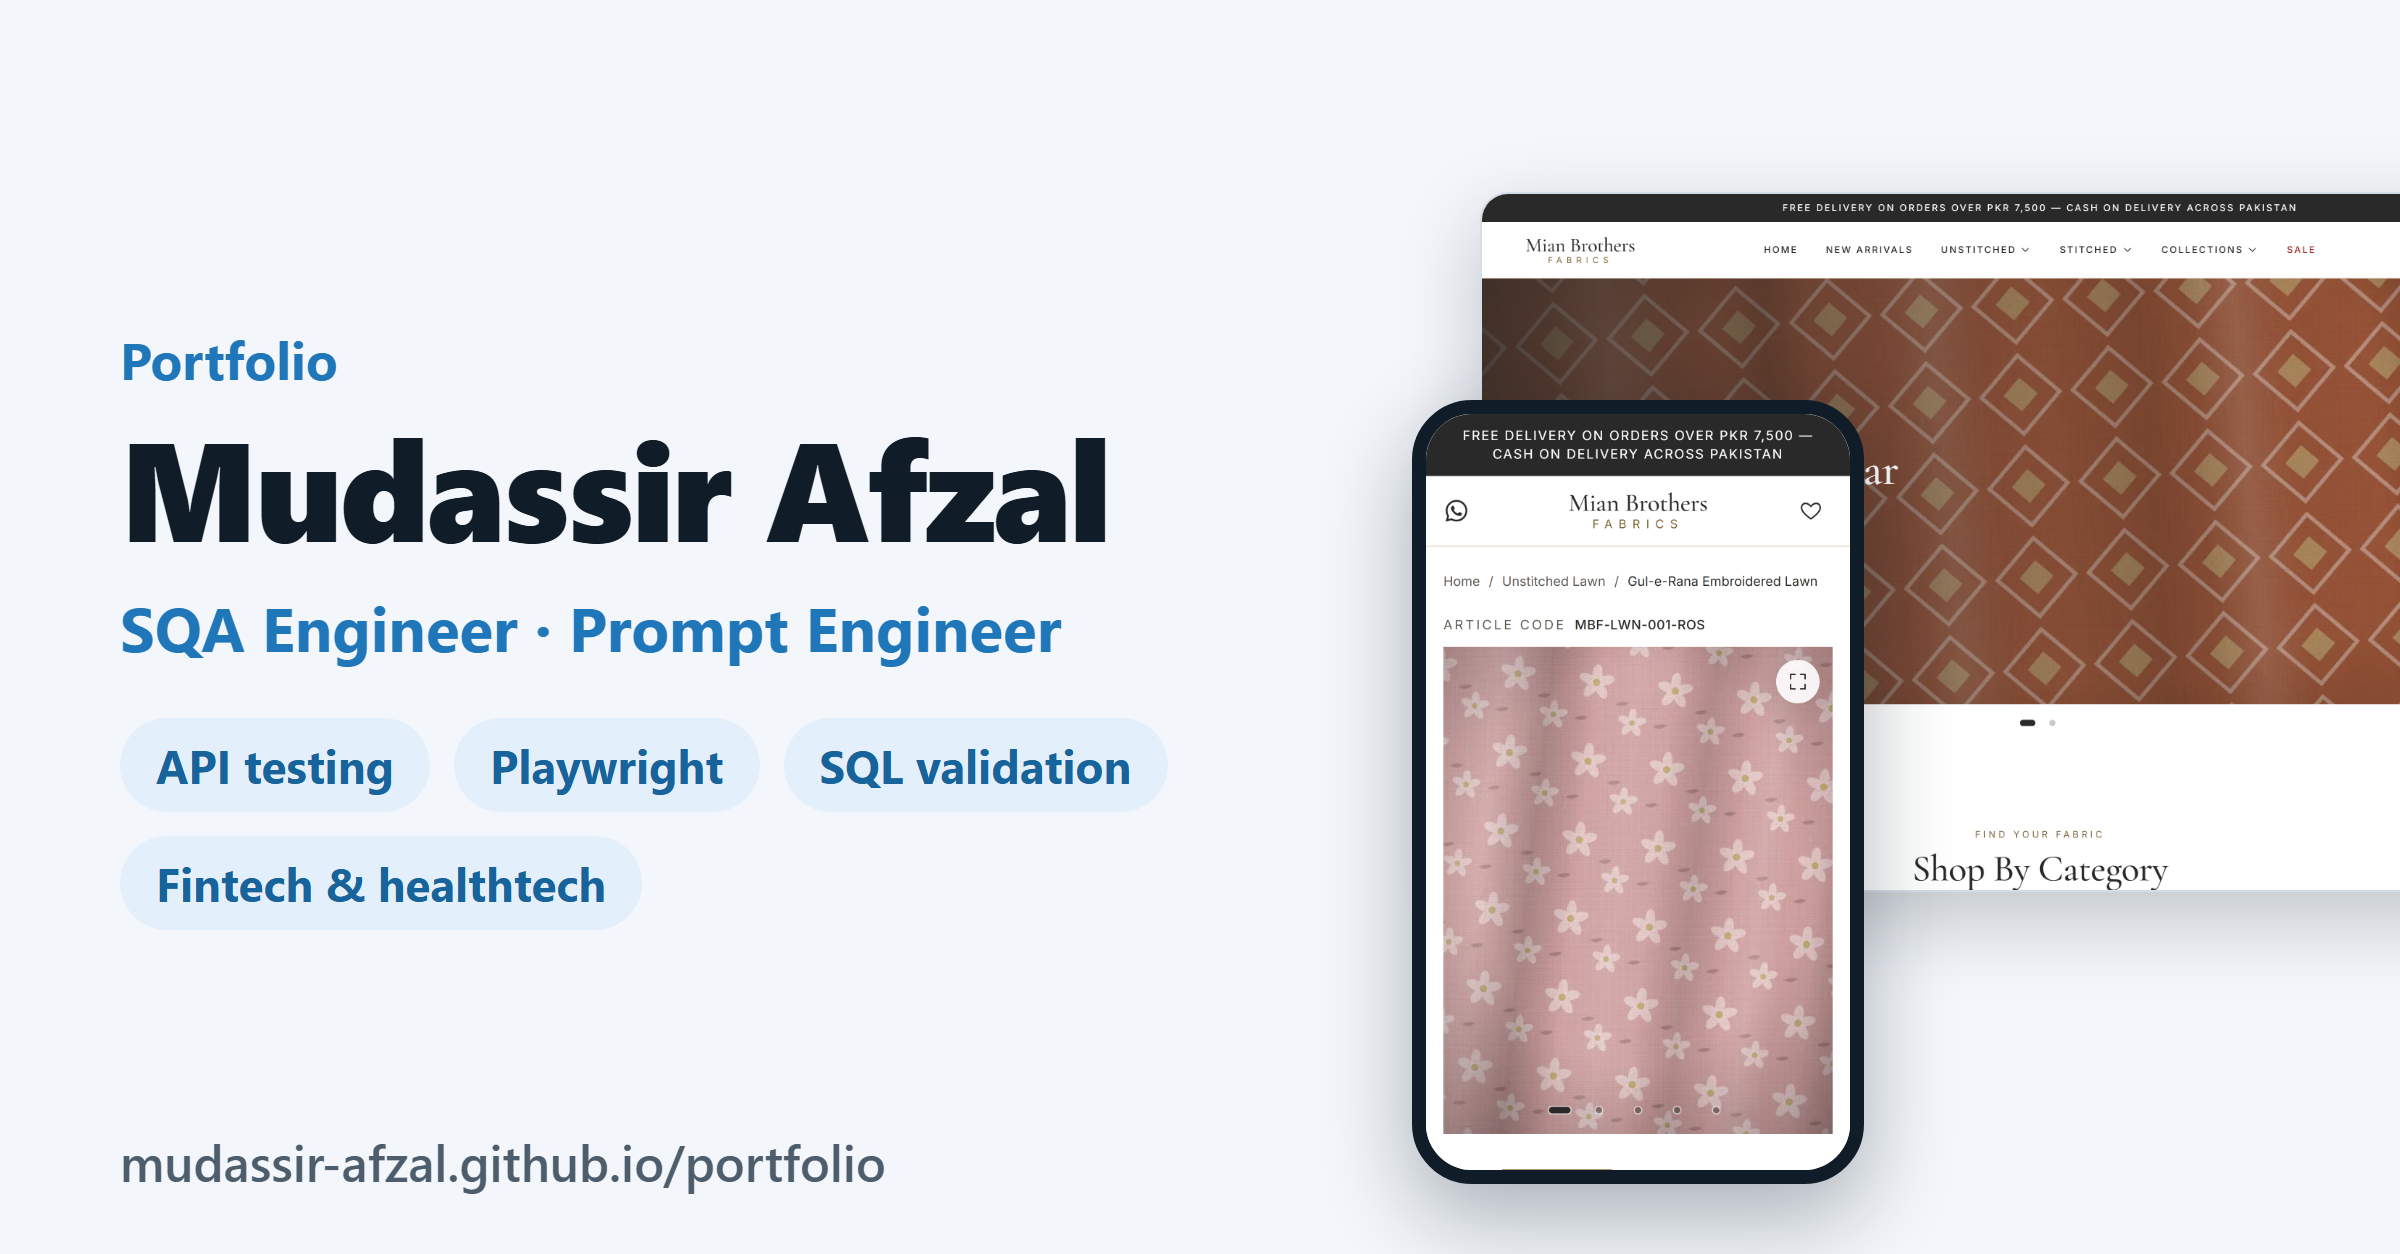 Portfolio
Mudassir Afzal
SQA Engineer · Prompt Engineer
API testing
Playwright
SQL validation
Fintech & healthtech
mudassir-afzal.github.io/portfolio
FREE DELIVERY ON ORDERS OVER PKR 7,500 — CASH ON DELIVERY ACROSS PAKISTAN
Mian Brothers
FABRICS
HOME NEW ARRIVALS UNSTITCHED STITCHED COLLECTIONS SALE
ar
FIND YOUR FABRIC
Shop By Category
FREE DELIVERY ON ORDERS OVER PKR 7,500 —
CASH ON DELIVERY ACROSS PAKISTAN
Mian Brothers
FABRICS
Home / Unstitched Lawn / Gul-e-Rana Embroidered Lawn
ARTICLE CODE MBF-LWN-001-ROS